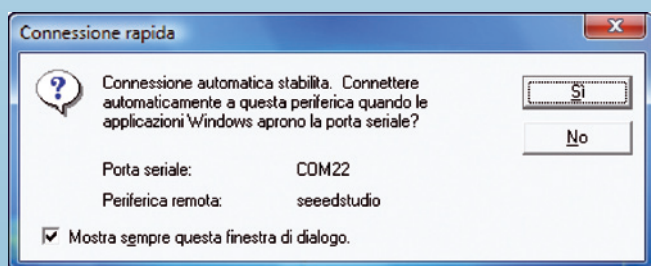 Connessione rapida
Connessione automatica stabilita. Connettere
automaticamente a questa periferica quando le
applicazioni Windows aprono la porta seriale?
Sì
No
Porta seriale: COM22
Periferica remota: seeedstudio
Mostra sempre questa finestra di dialogo.